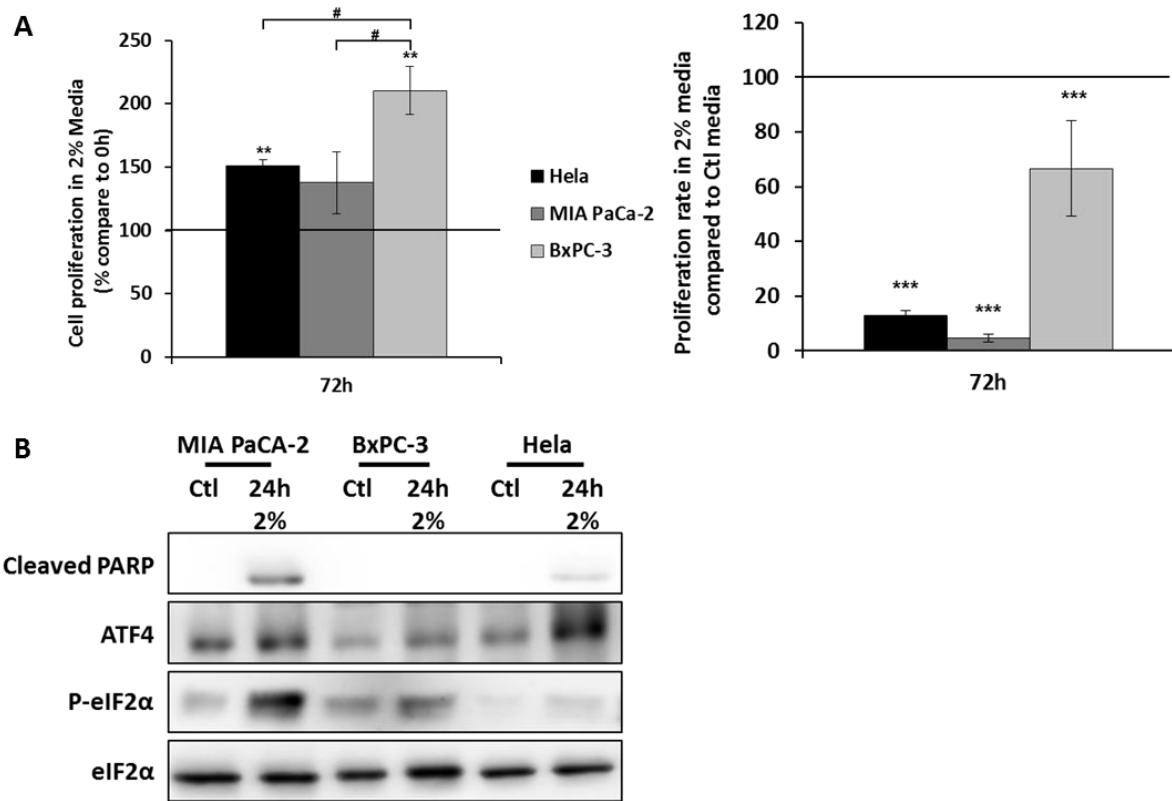 A
Cell proliferation in 2% Media
(% compare to 0h)
250
200
150
100
50
0
#
#
**
**
72h
Hela
MIA PaCa-2
BxPC-3
Proliferation rate in 2% media
compared to Ctl media
120
100
80
60
40
20
0
***
***
***
72h
B
MIA PaCA-2 BxPC-3 Hela
Ctl 24h Ctl 24h Ctl 24h
2% 2% 2%
Cleaved PARP
ATF4
P-eIF2α
eIF2α